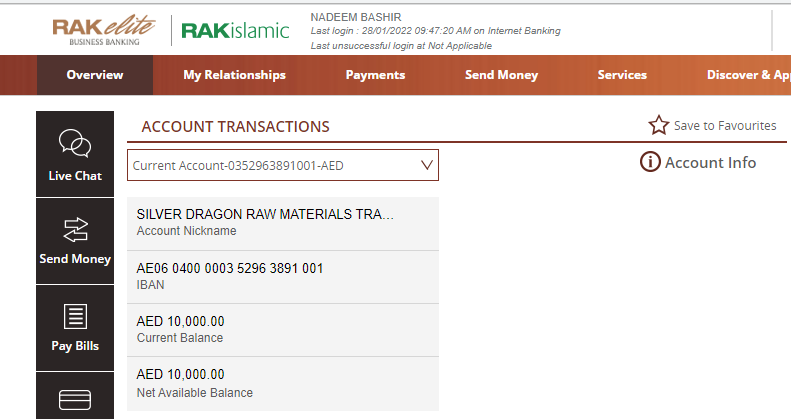 RAKelite
BUSINESS BANKING
RAKislamic
NADEEM BASHIR
Last login : 28/01/2022 09:47:20 AM on Internet Banking
Last unsuccessful login at Not Applicable
Overview My Relationships Payments Send Money Services Discover & Ap
Live Chat
Send Money
Pay Bills
ACCOUNT TRANSACTIONS
Save to Favourites
Current Account-0352963891001-AED
Account Info
SILVER DRAGON RAW MATERIALS TRA...
Account Nickname
AE06 0400 0003 5296 3891 001
IBAN
AED 10,000.00
Current Balance
AED 10,000.00
Net Available Balance